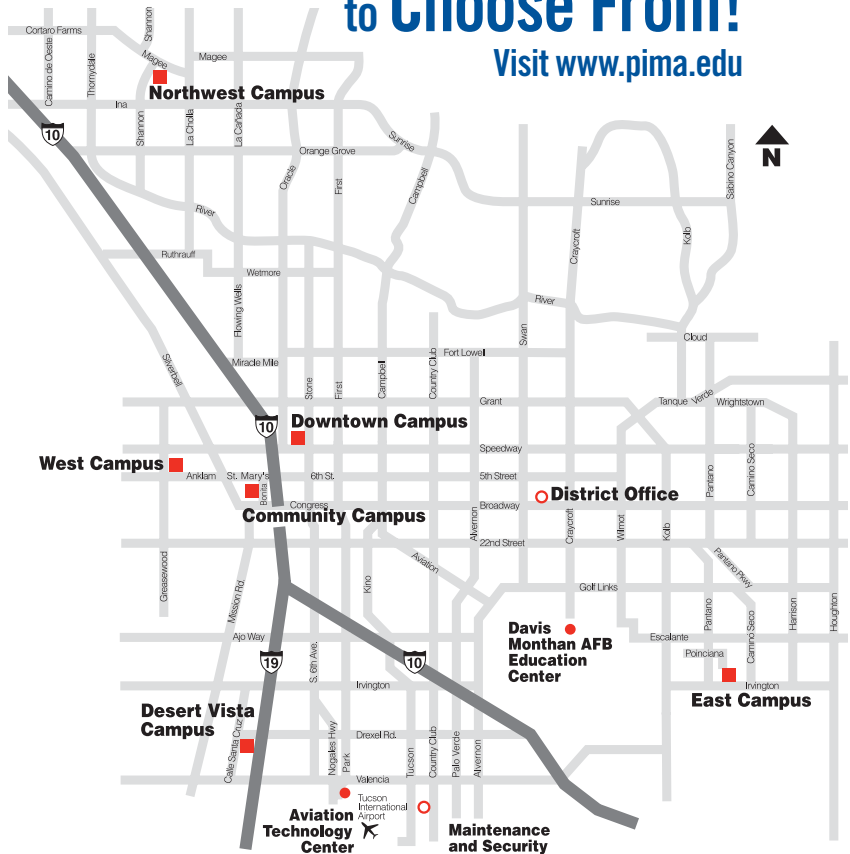 to Choose From!
Visit www.pima.edu
Cortaro Farms
Camino de Oeste
Thornydale
Shannon
Magee
Magee
Northwest Campus
Ina
Shannon
La Cholla
La Cañada
10
Orange Grove
Oracle
First
Sunrise
Campbell
N
Sabino Canyon
Sunrise
Craycroft
Kolb
River
Ruthrauff
Wetmore
River
Flowing Wells
Swan
Cloud
Silverbell
Miracle Mile
Stone
First
Campbell
Country Club
Fort Lowell
Grant
Tanque Verde
Wrightstown
10
Downtown Campus
Speedway
West Campus
Anklam
St. Mary's
6th St.
5th Street
Pantano
Camino Seco
Bonita
Congress
Community Campus
District Office
Broadway
Alvernon
22nd Street
Craycroft
Wilmot
Kolb
Greasewood
Mission Rd.
Kino
Aviation
Pantano Pkwy
Golf Links
Ajo Way
19
S. 6th Ave.
10
Davis
Monthan AFB
Education
Center
Escalante
Pantano
Poinciana
Camino Seco
Harrison
Houghton
Irvington
Irvington
East Campus
Desert Vista
Campus
Calle Santa Cruz
Drexel Rd.
Nogales Hwy
Park
Tucson
Country Club
Palo Verde
Alvernon
Valencia
Tucson
International
Airport
Aviation
Technology
Center
Maintenance
and Security